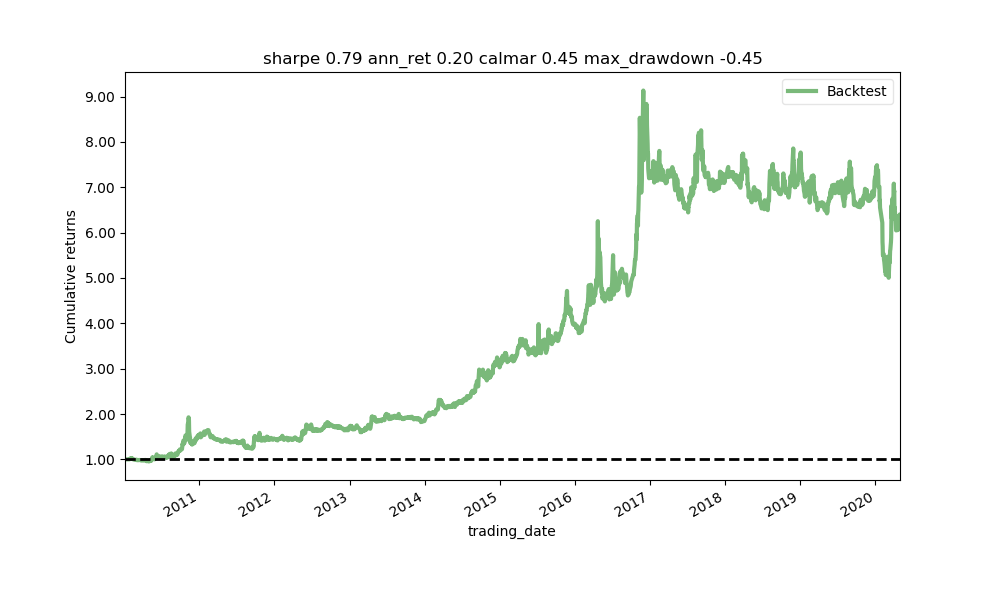 sharpe 0.79 ann_ret 0.20 calmar 0.45 max_drawdown -0.45
Backtest
9.00
8.00
7.00
6.00
5.00
4.00
3.00
2.00
1.00
Cumulative returns
2011 2012 2013 2014 2015 2016 2017 2018 2019 2020
trading_date